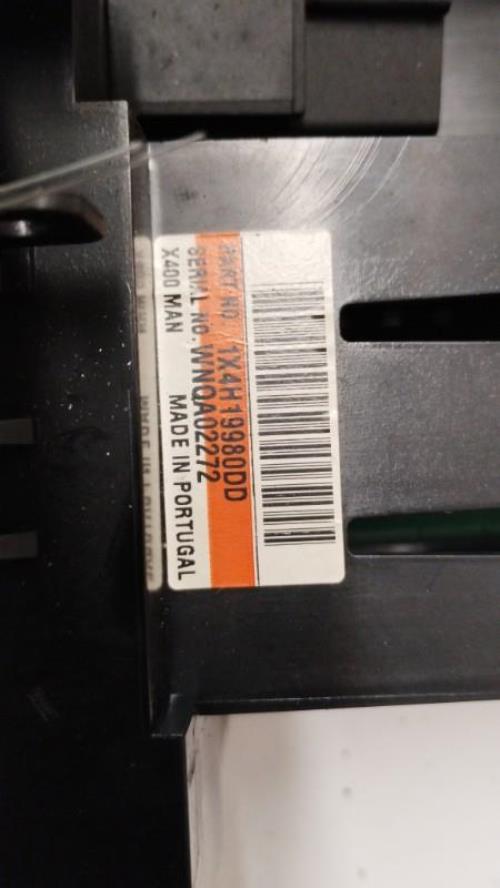 PART NO. 1X4H19980DD
SERIAL NO. WNQA02272
X400 MAN MADE IN PORTUGAL